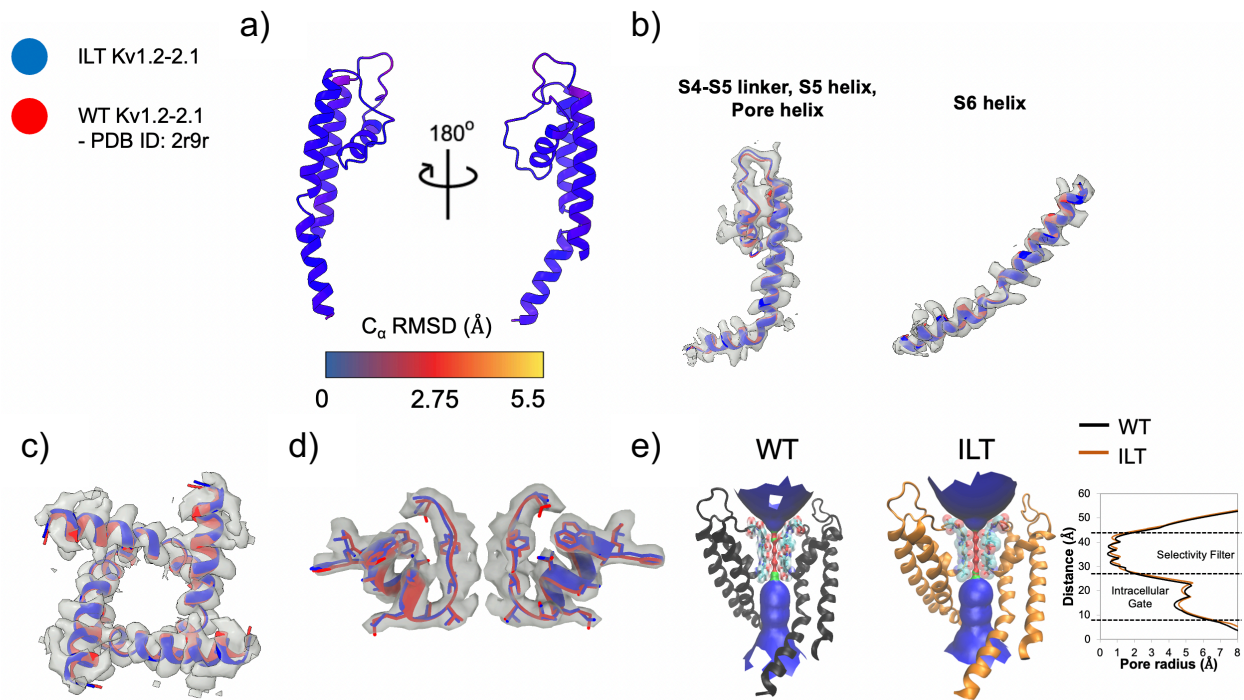 a)
b)
ILT Kv1.2-2.1
WT Kv1.2-2.1
- PDB ID: 2r9r
S4-S5 linker, S5 helix,
Pore helix
S6 helix
180°
Cα RMSD (Å)
0 2.75 5.5
c)
d)
e)
WT
ILT
WT
ILT
60
50
40
30
20
10
0
Distance (Å)
Selectivity Filter
Intracellular
Gate
0 1 2 3 4 5 6 7 8
Pore radius (Å)